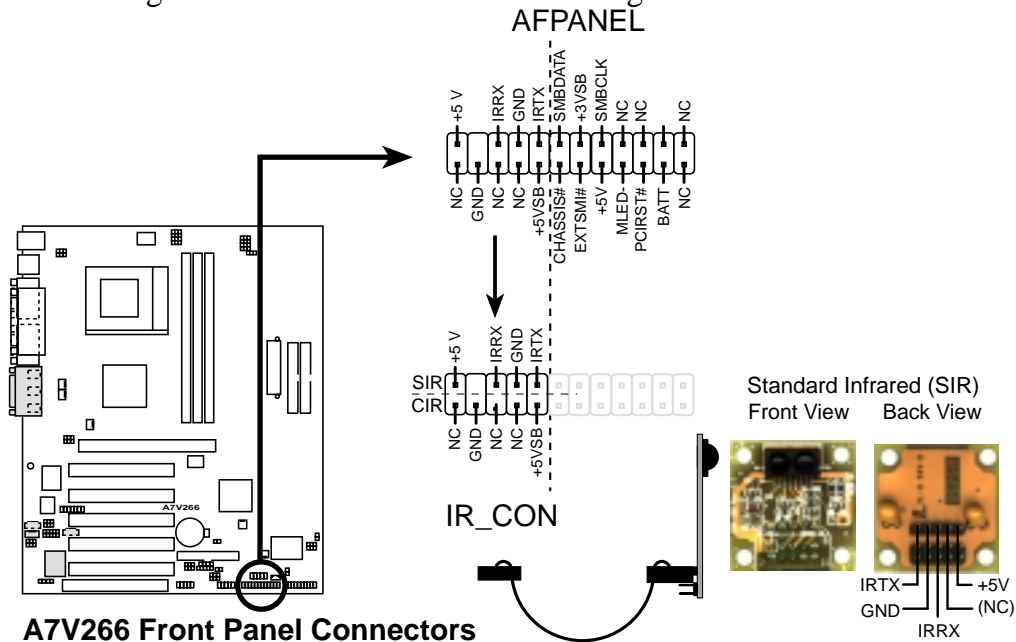 AFPANEL
+5 V
IRRX
GND
IRTX
SMBDATA
+3VSB
SMBCLK
NC
NC
NC
NC
GND
NC
NC
+5VSB
CHASSIS#
EXTSMI#
+5V
MLED-
PCIRST#
BATT
NC
+5 V
IRRX
GND
IRTX
SIR
CIR
NC
GND
NC
NC
+5VSB
IR_CON
Standard Infrared (SIR)
Front View Back View
A7V266
IRTX
+5V
GND
(NC)
IRRX
A7V266 Front Panel Connectors